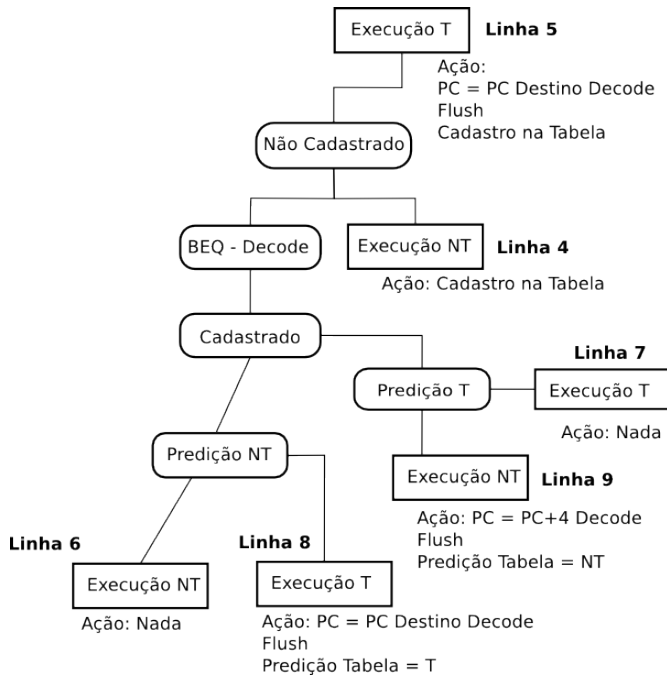 Execução T
Linha 5
Ação:
PC = PC Destino Decode
Flush
Cadastro na Tabela
Não Cadastrado
BEQ - Decode
Execução NT
Linha 4
Ação: Cadastro na Tabela
Cadastrado
Linha 7
Predição T
Execução T
Ação: Nada
Predição NT
Execução NT
Linha 9
Ação: PC = PC+4 Decode
Flush
Predição Tabela = NT
Linha 6
Execução NT
Ação: Nada
Linha 8
Execução T
Ação: PC = PC Destino Decode
Flush
Predição Tabela = T